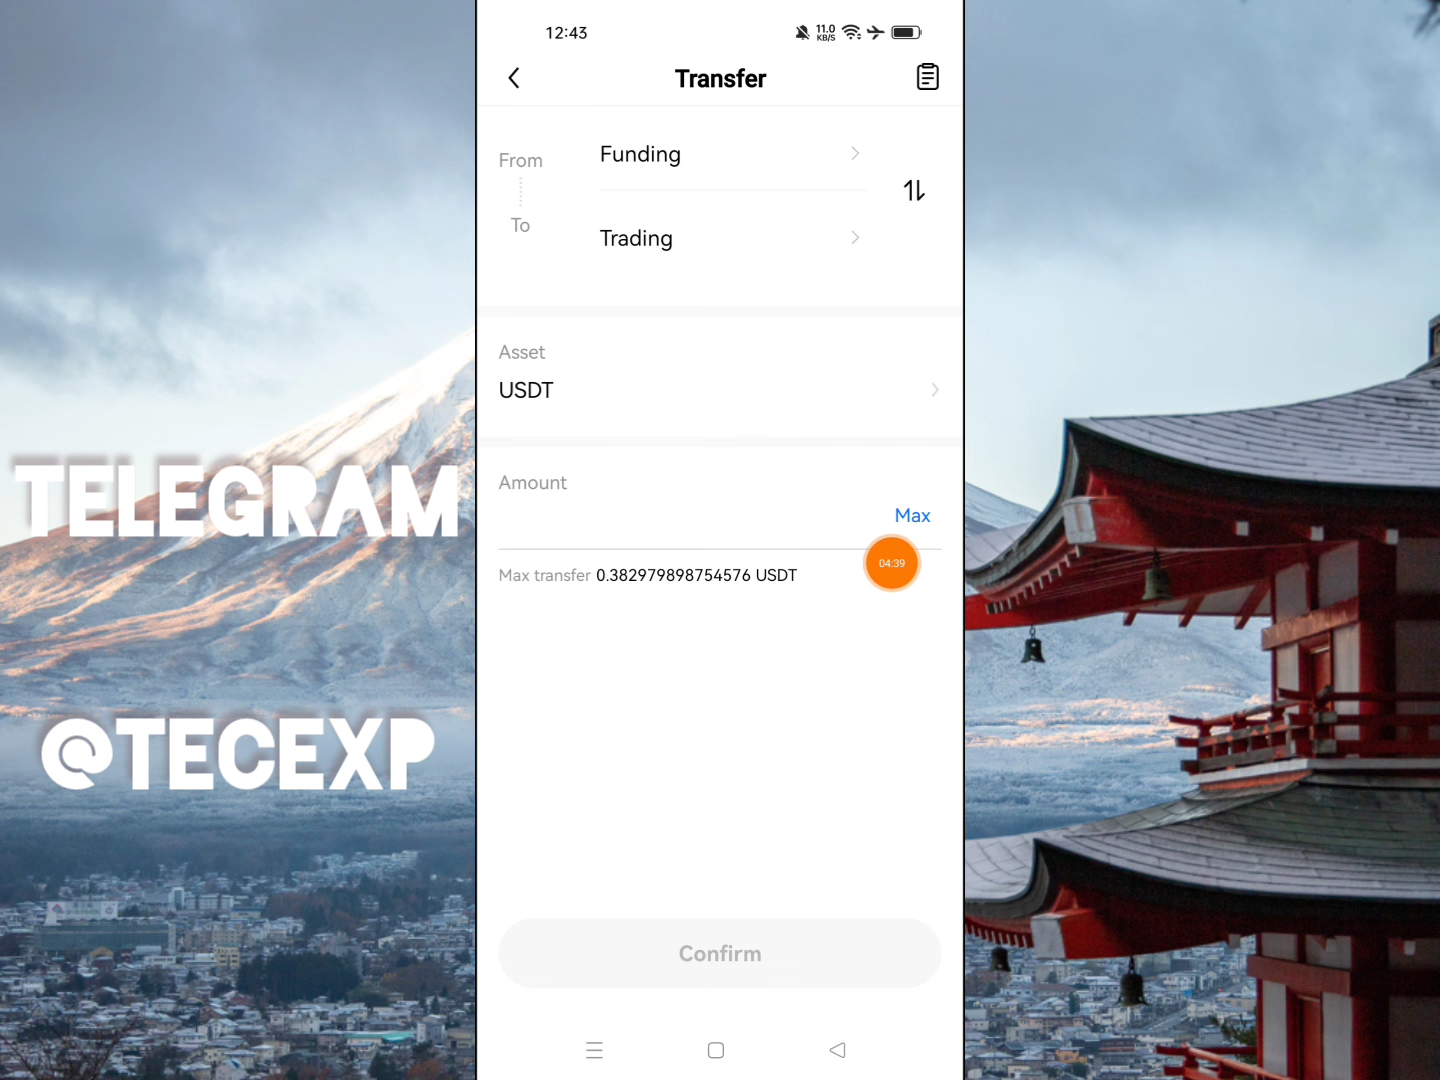 12:43
11.0
KB/S
Transfer
From
Funding
To
Trading
Asset
USDT
Amount
Max
Max transfer 0.382979898754576 USDT
04:39
TELEGRAM
@TECEXP
Confirm